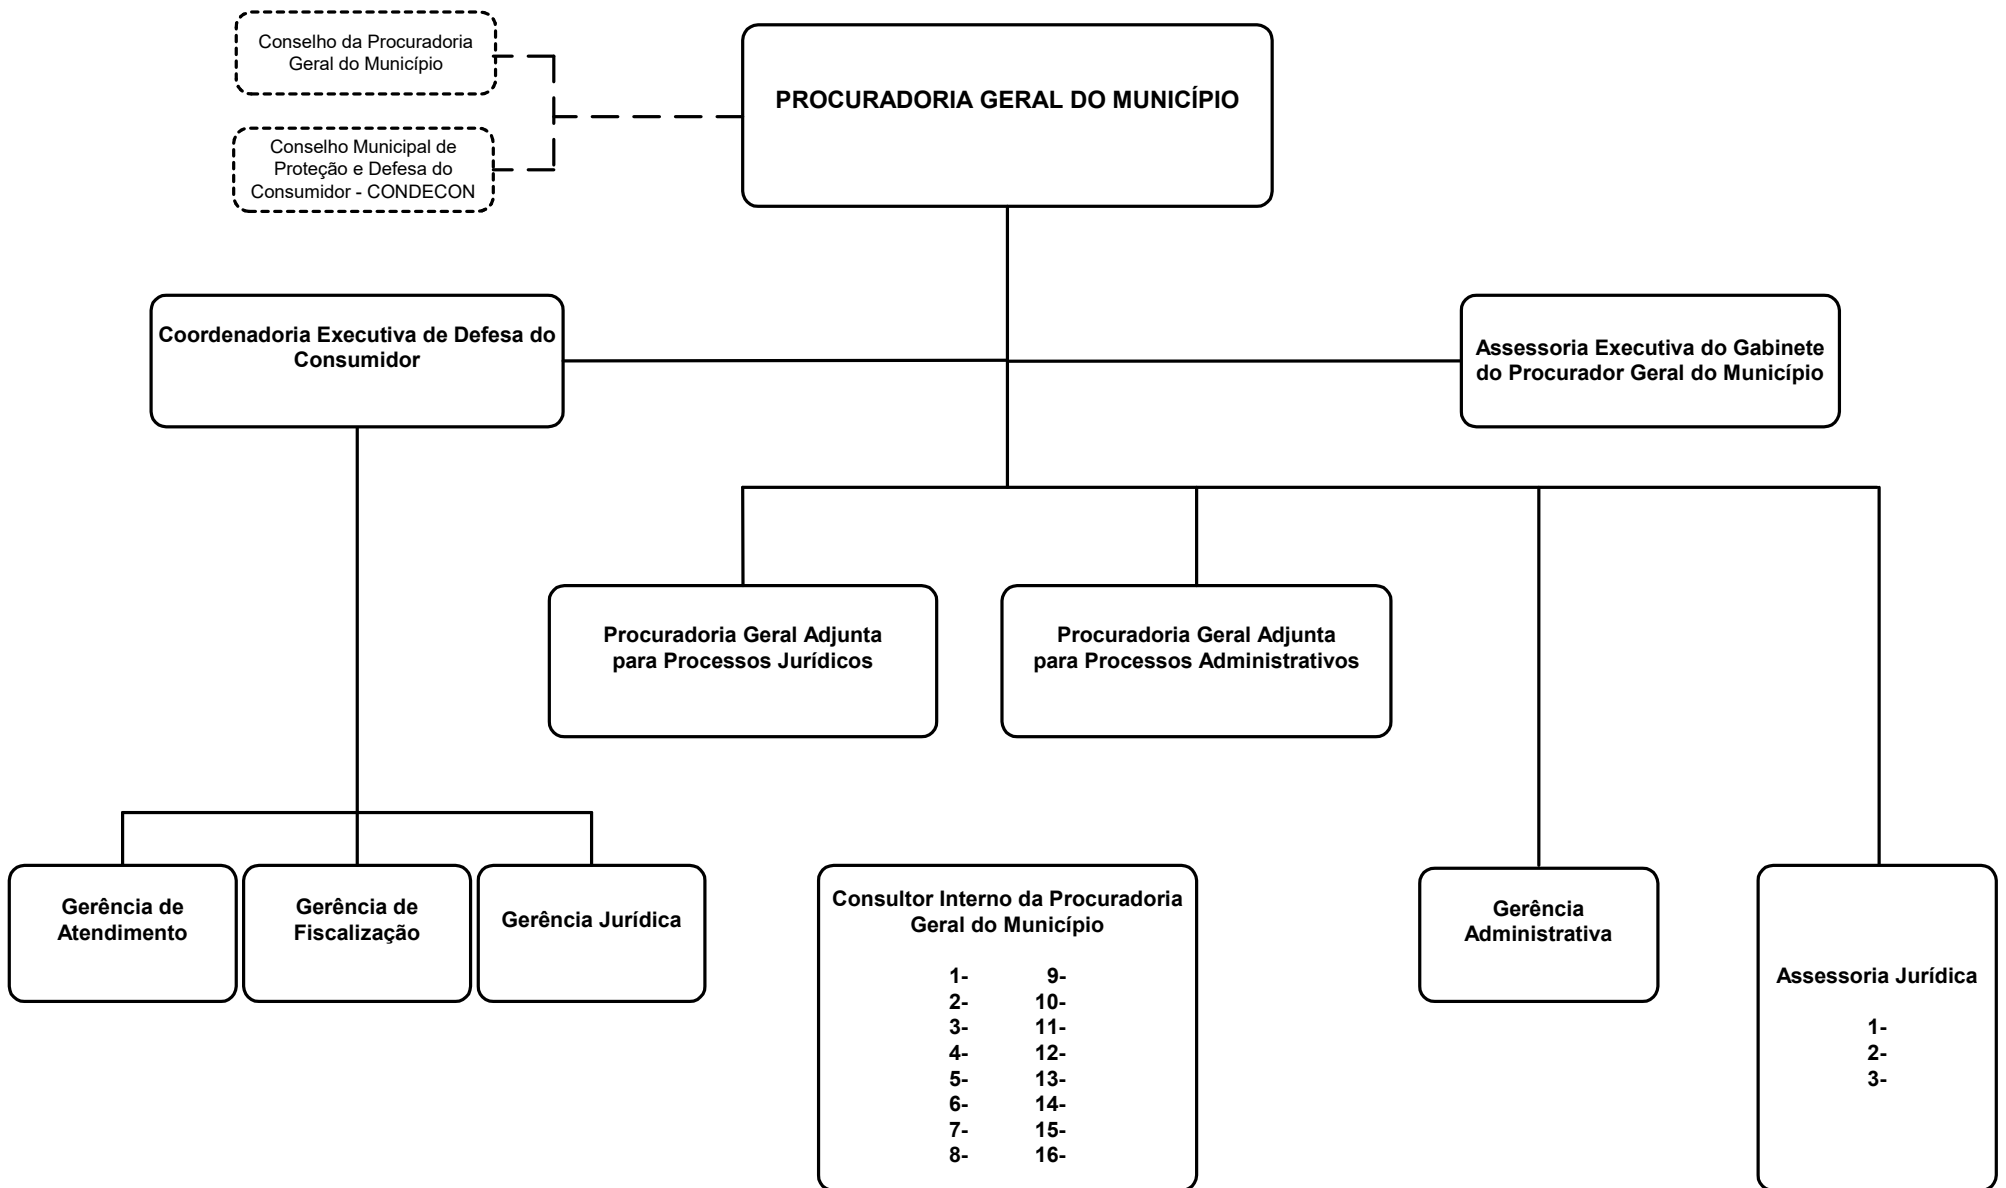 Conselho da Procuradoria
Geral do Município
PROCURADORIA GERAL DO MUNICÍPIO
Conselho Municipal de
Proteção e Defesa do
Consumidor - CONDECON
Coordenadoria Executiva de Defesa do
Consumidor
Assessoria Executiva do Gabinete
do Procurador Geral do Município
Procuradoria Geral Adjunta
para Processos Jurídicos
Procuradoria Geral Adjunta
para Processos Administrativos
Gerência de
Atendimento
Gerência de
Fiscalização
Gerência Jurídica
Consultor Interno da Procuradoria
Geral do Município
1- 9-
2- 10-
3- 11-
4- 12-
5- 13-
6- 14-
7- 15-
8- 16-
Gerência
Administrativa
Assessoria Jurídica
1-
2-
3-